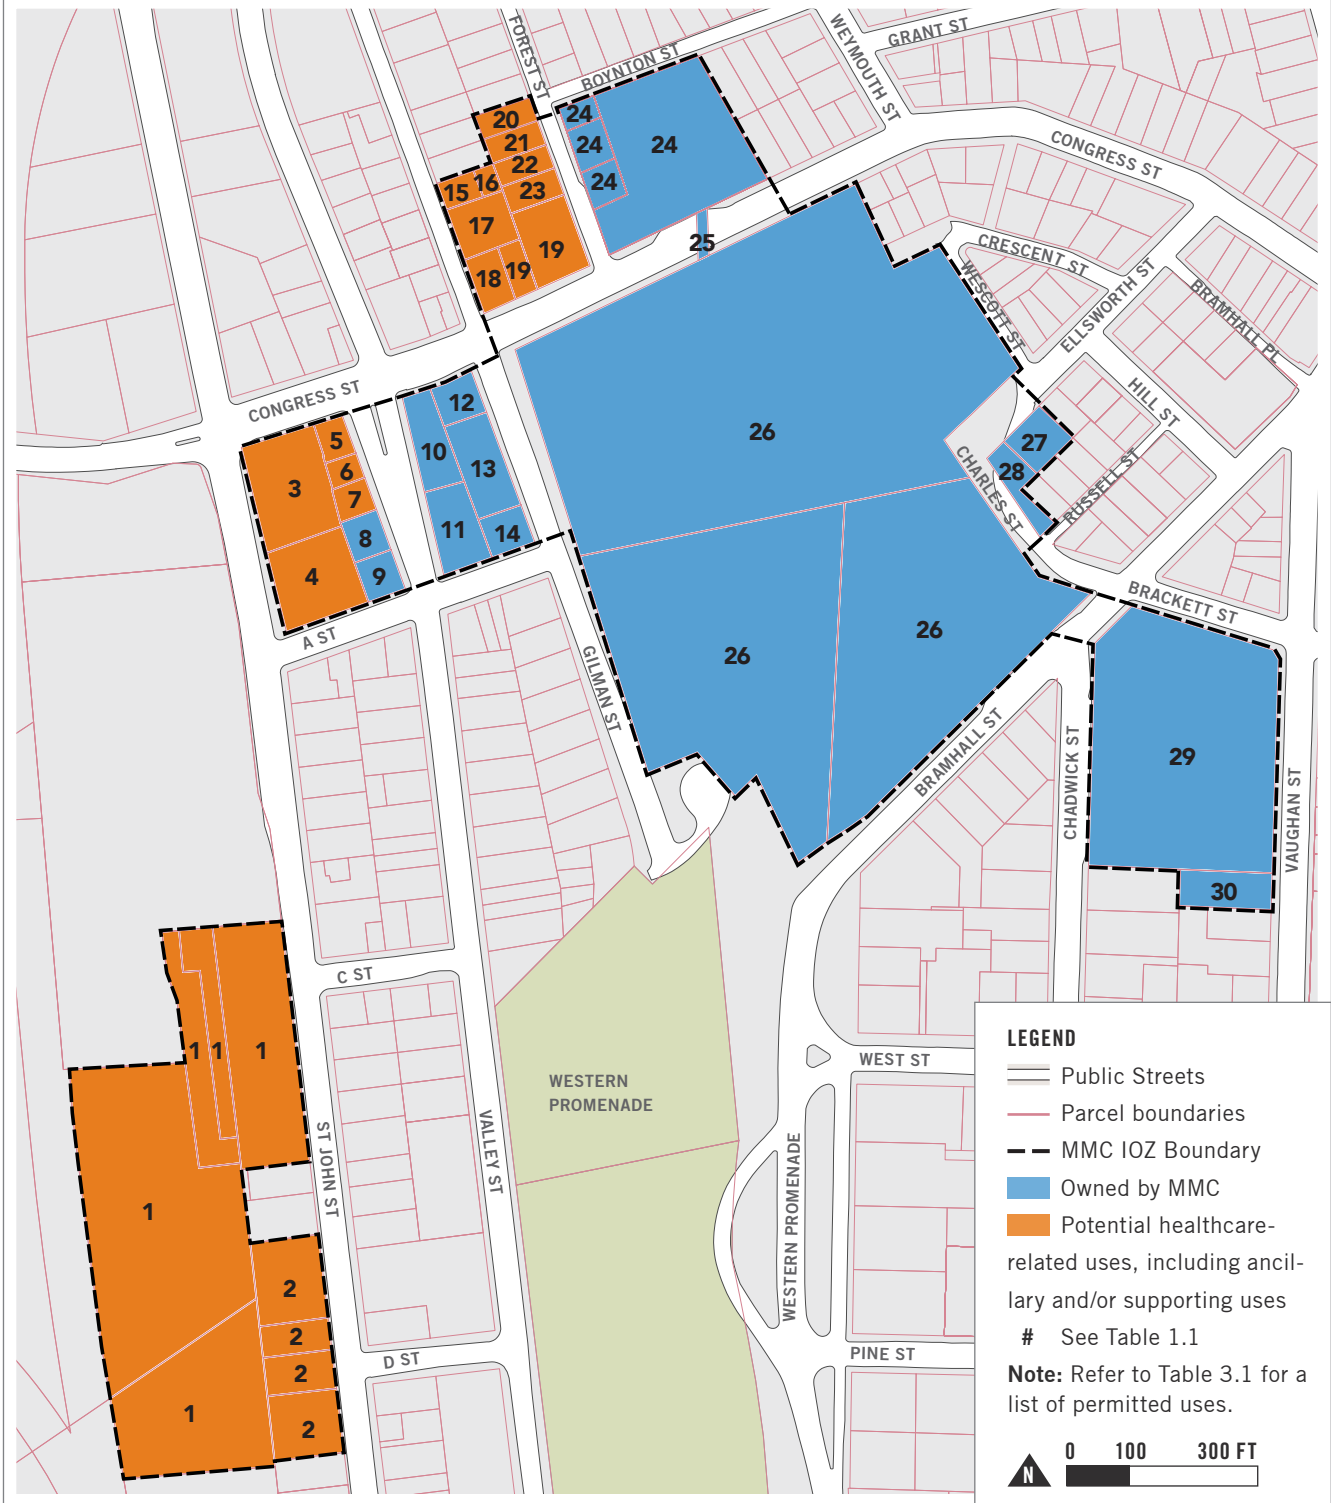 FOREST ST
BOYNTON ST
WEYMOUTH ST
GRANT ST
CONGRESS ST
20
21
22
23
15
16
17
19
18
19
24
24
24
24
25
CRESCENT ST
WESCOTT ST
ELLSWORTH ST
BRAMHALL PL
HILL ST
CONGRESS ST
3
5
6
7
8
9
4
10
12
13
11
14
26
26
26
27
28
CHARLES ST
RUSSELL ST
BRACKETT ST
A ST
GILMAN ST
BRAMHALL ST
CHADWICK ST
29
30
VAUGHAN ST
C ST
1
1
1
1
1
2
2
2
2
ST JOHN ST
VALLEY ST
D ST
WESTERN
PROMENADE
WESTERN PROMENADE
WEST ST
PINE ST
LEGEND
Public Streets
Parcel boundaries
MMC IOZ Boundary
Owned by MMC
Potential healthcare-
related uses, including ancil-
lary and/or supporting uses
# See Table 1.1
Note: Refer to Table 3.1 for a
list of permitted uses.
N
0 100 300 FT